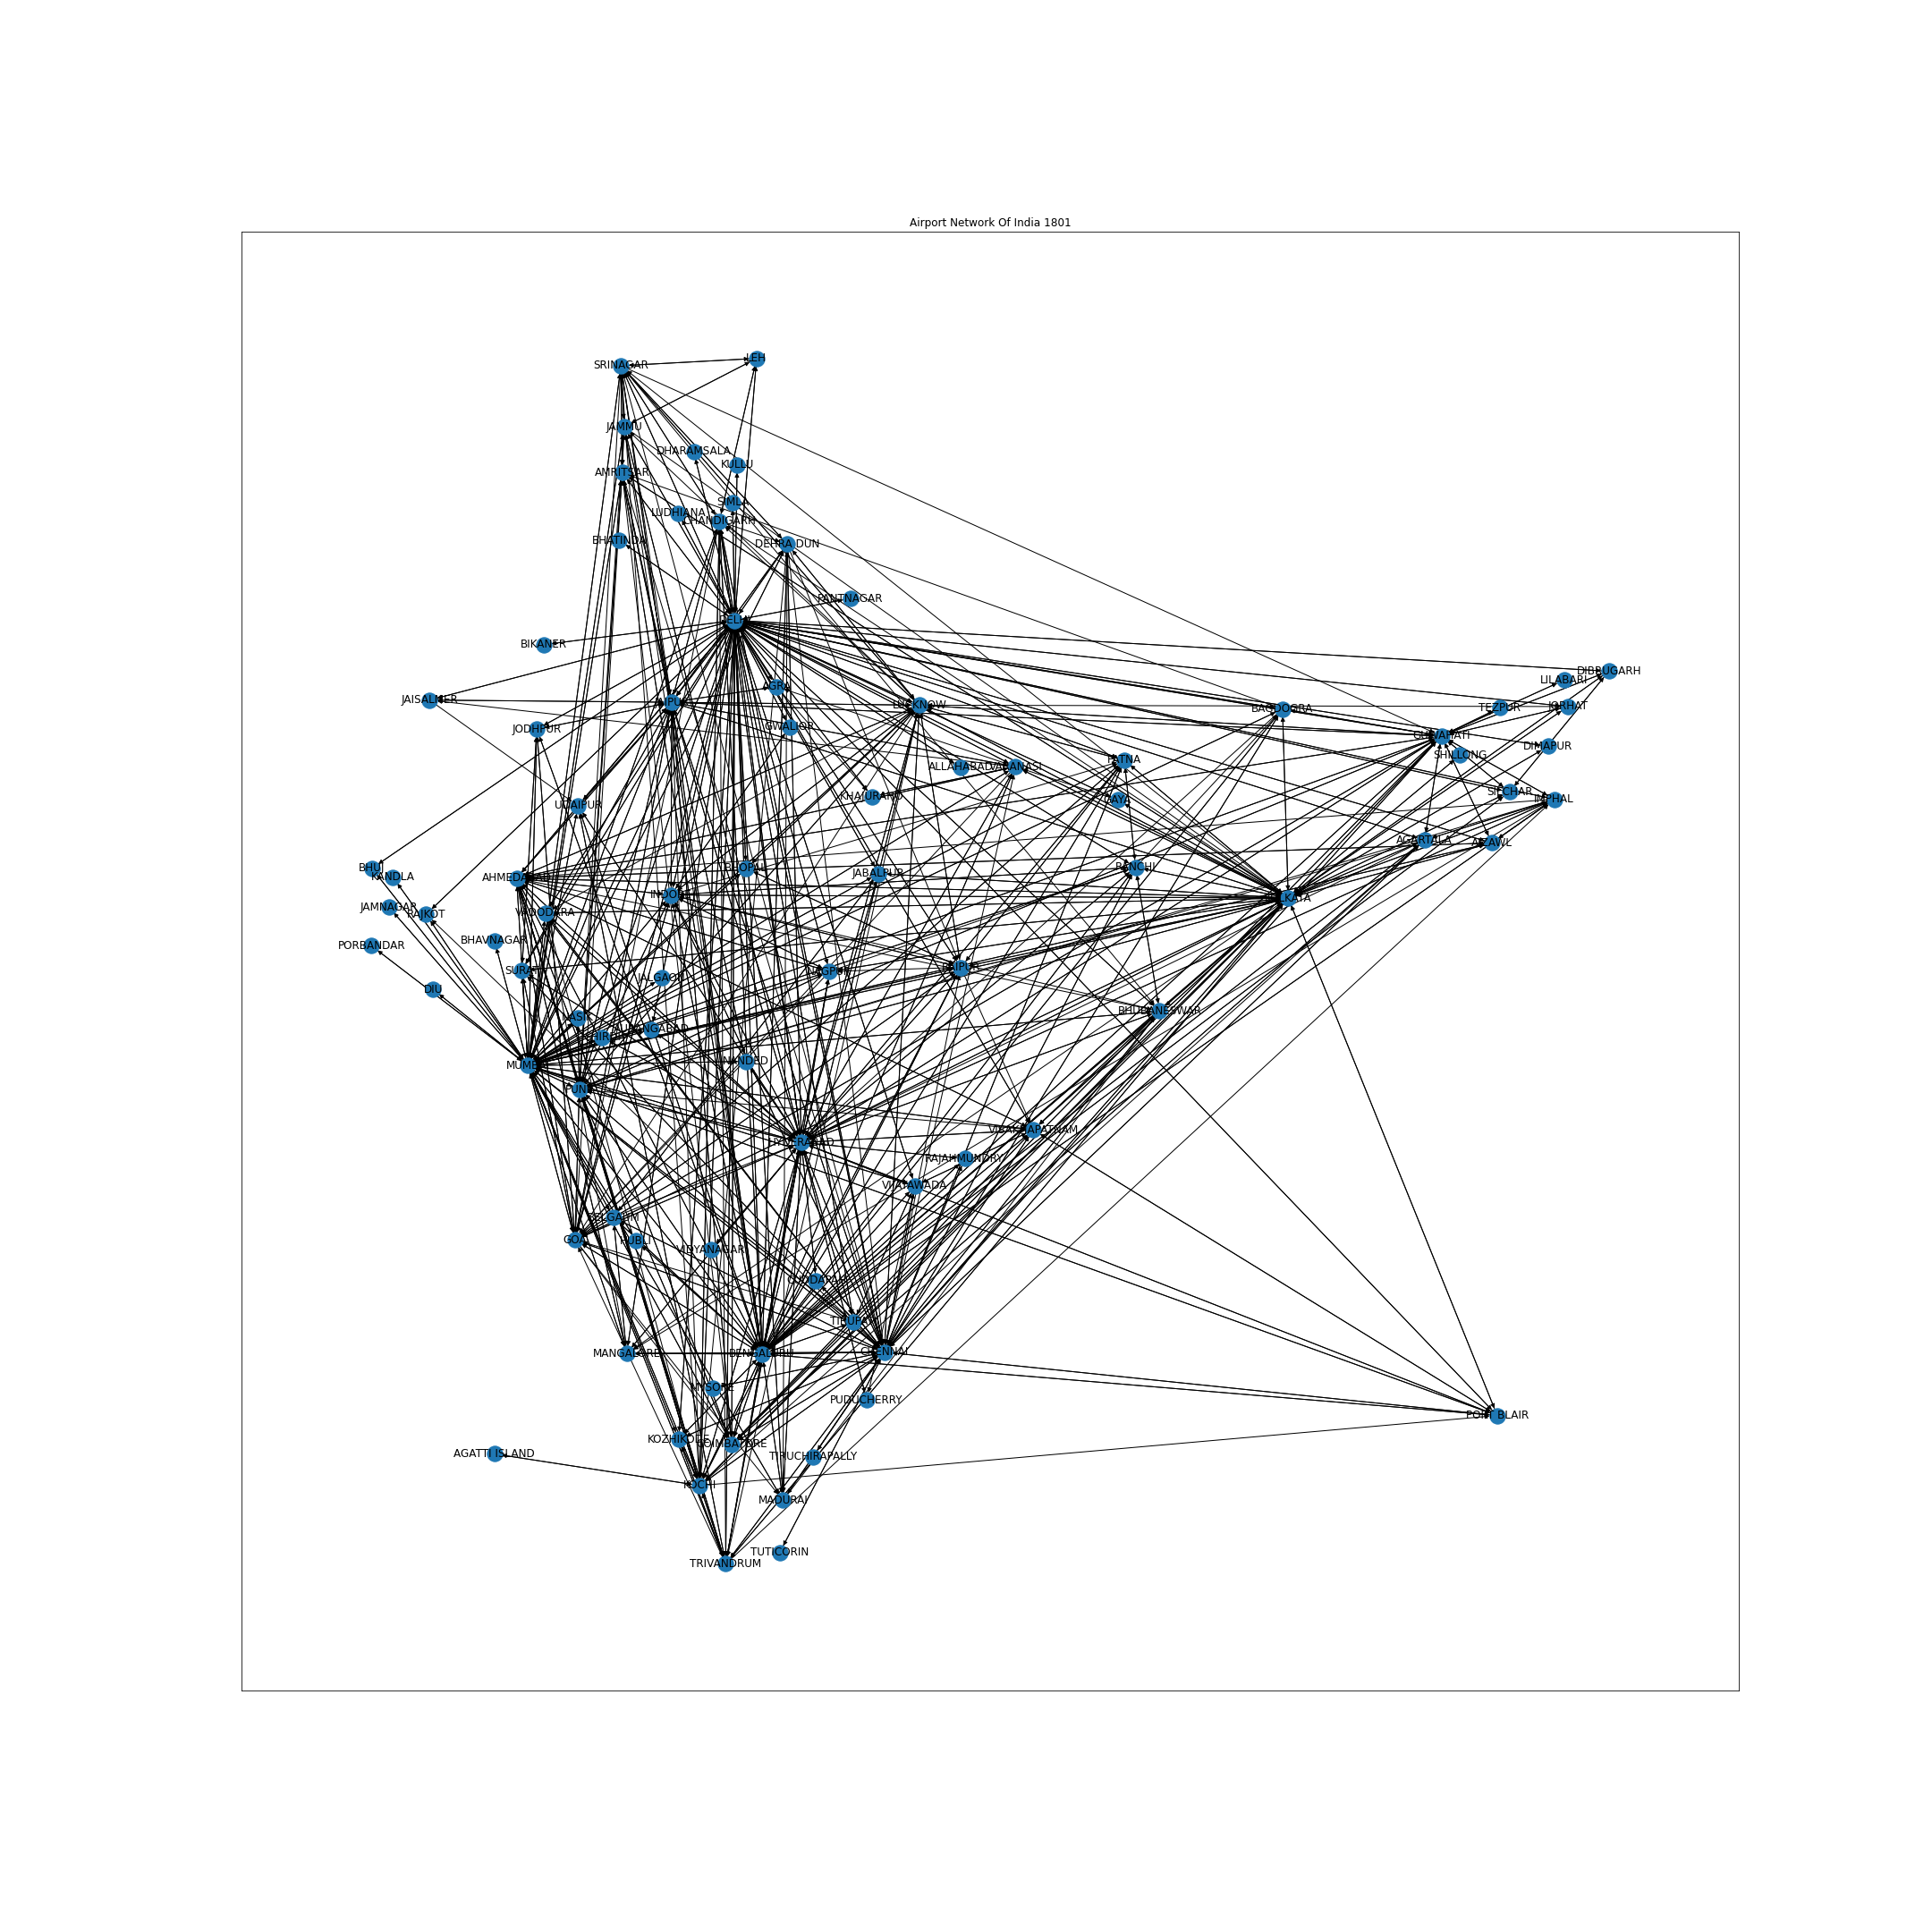 Airport Network Of India 1801
LEH
SRINAGAR
JAMMU
DHARAMSALA
KULLU
AMRITSAR
SIMLA
LUDHIANA
CHANDIGARH
BHATINDA
DEHRA DUN
PANTNAGAR
DELHI
BIKANER
DIBRUGARH
LILABARI
JAISALMER
JAIPUR
AGRA
LUCKNOW
BAGDOGRA
TEZPUR
JORHAT
JODHPUR
GWALIOR
GUWAHATI
DIMAPUR
SHILLONG
ALLAHABAD
VARANASI
PATNA
KHAJURAHO
GAYA
SILCHAR
IMPHAL
UDAIPUR
AGARTALA
AIZAWL
BHUJ
KANDLA
AHMEDABAD
BHOPAL
JABALPUR
RANCHI
INDORE
KOLKATA
JAMNAGAR
RAJKOT
VADODARA
PORBANDAR
BHAVNAGAR
SURAT
JALGAON
NAGPUR
RAIPUR
DIU
BHUBANESWAR
NASIK
SHIRDI
AURANGABAD
MUMBAI
NANDED
PUNE
VISAKHAPATNAM
HYDERABAD
RAJAHMUNDRY
VIJAYAWADA
BELGAUM
GOA
HUBLI
VIDYANAGAR
CUDDAPAH
TIRUPATI
MANGALORE
BENGALURU
CHENNAI
MYSORE
PUDUCHERRY
PORT BLAIR
KOZHIKODE
COIMBATORE
AGATTI ISLAND
TIRUCHIRAPALLY
KOCHI
MADURAI
TUTICORIN
TRIVANDRUM